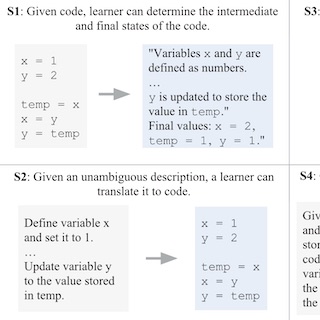 S1: Given code, learner can determine the intermediate
and final states of the code.
x = 1
y = 2
temp = x
x = y
y = temp
"Variables x and y are
defined as numbers.
...
y is updated to store the
value in temp."
Final values: x = 2,
temp = 1, y = 1."
S3:
S2: Given an unambiguous description, a learner can
translate it to code.
Define variable x
and set it to 1.
...
Update variable y
to the value stored
in temp.
x = 1
y = 2
temp = x
x = y
y = temp
S4:
Giv
and
stor
cod
vari
the
the